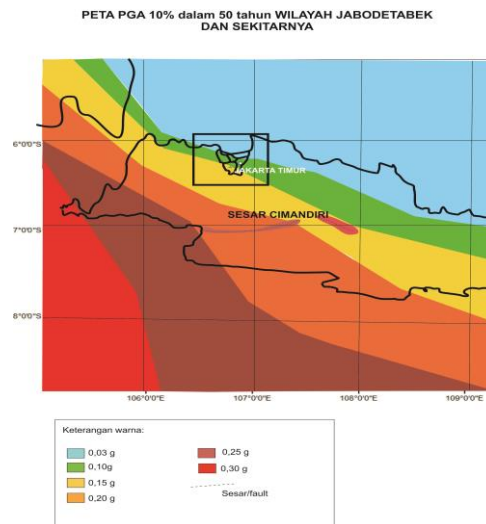 PETA PGA 10% dalam 50 tahun WILAYAH JABODETABEK
DAN SEKITARNYA
6°0'0"S
JAKARTA TIMUR
SESAR CIMANDIRI
7°0'0"S
8°0'0"S
106°0'0"E
107°0'0"E
108°0'0"E
109°0'0"E
Keterangan warna:
0,03 g
0,25 g
0,10g
0,30 g
0,15 g
0,20 g
Sesar/fault